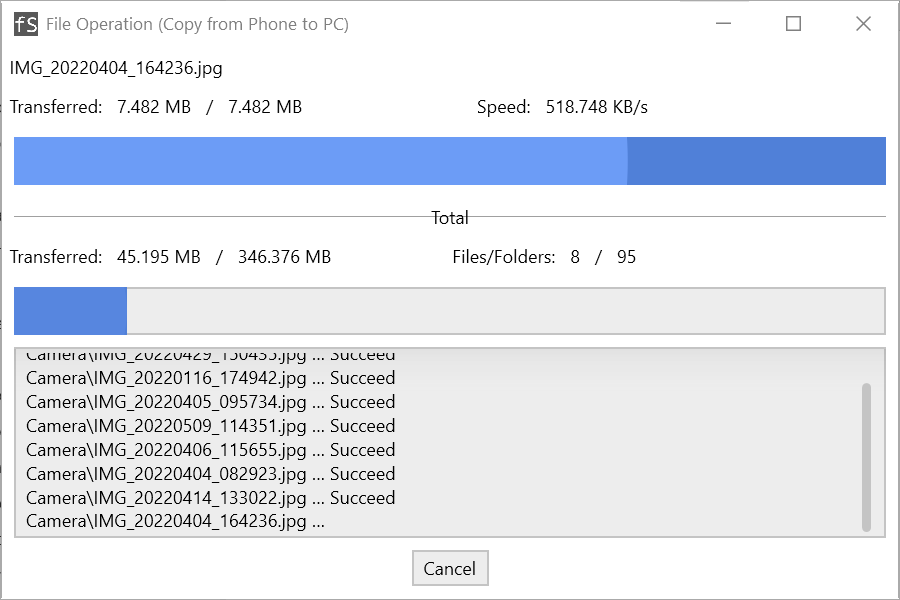 fS File Operation (Copy from Phone to PC)
IMG_20220404_164236.jpg
Transferred: 7.482 MB / 7.482 MB Speed: 518.748 KB/s
Total
Transferred: 45.195 MB / 346.376 MB Files/Folders: 8 / 95
Camera\IMG_20220429_150435.jpg ... Succeed
Camera\IMG_20220116_174942.jpg ... Succeed
Camera\IMG_20220405_095734.jpg ... Succeed
Camera\IMG_20220509_114351.jpg ... Succeed
Camera\IMG_20220406_115655.jpg ... Succeed
Camera\IMG_20220404_082923.jpg ... Succeed
Camera\IMG_20220414_133022.jpg ... Succeed
Camera\IMG_20220404_164236.jpg ...
Cancel